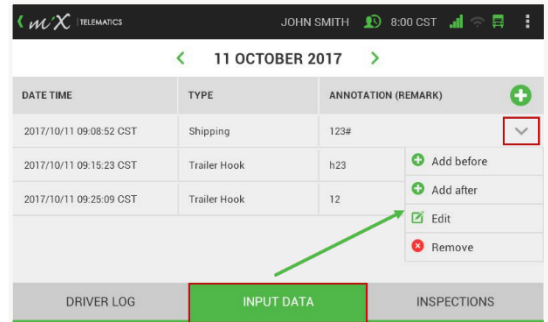 miX TELEMATICS JOHN SMITH 8:00 CST
11 OCTOBER 2017
DATE TIME TYPE ANNOTATION (REMARK)
2017/10/11 09:08:52 CST Shipping 123#
2017/10/11 09:15:23 CST Trailer Hook h23
Add before
2017/10/11 09:25:09 CST Trailer Hook 12
Add after
Edit
Remove
DRIVER LOG INPUT DATA INSPECTIONS